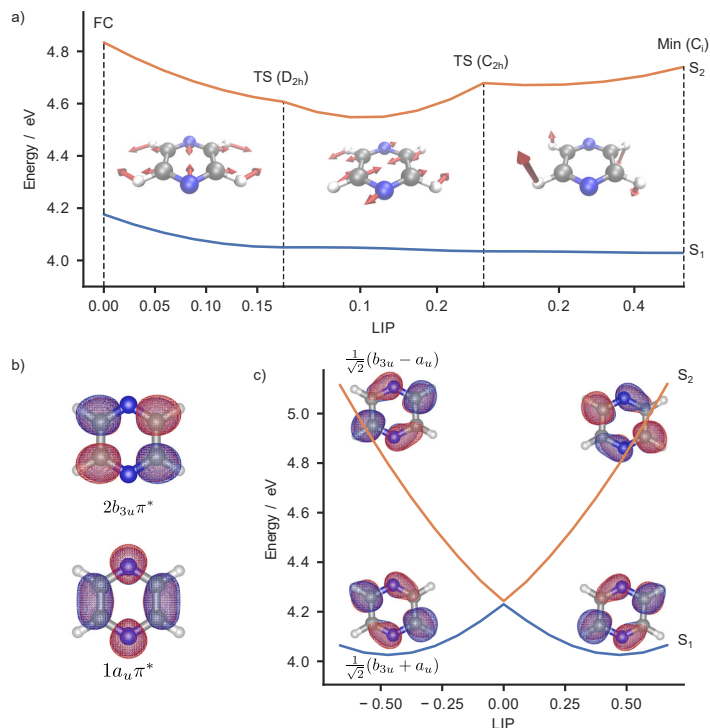 a)
FC
TS (D2h)
TS (C2h)
Min (Ci)
S2
S1
Energy / eV
4.8
4.6
4.4
4.2
4.0
0.00 0.05 0.10 0.15 0.1 0.2 0.2 0.4
LIP
b)
2b3uπ*
1auπ*
c)
1/√2(b3u − au)
S2
Energy / eV
5.0
4.8
4.6
4.4
4.2
4.0
S1
1/√2(b3u + au)
−0.50 −0.25 0.00 0.25 0.50
LIP